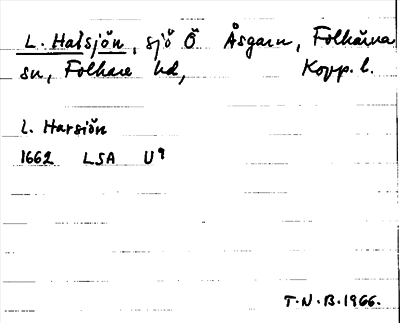 L. Halsjön, sjö Ö Åsgarn, Folkärna
sn, Folkare hd, Kopp. l.
L. Harsiön
1662 LSA U9
T.N.B.1966.